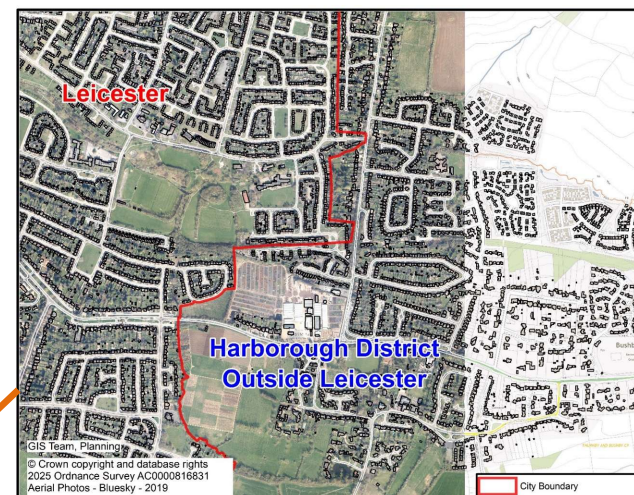 Leicester
Harborough District
Outside Leicester
GIS Team, Planning
© Crown copyright and database rights
2025 Ordnance Survey AC0000816831
Aerial Photos - Bluesky - 2019
City Boundary